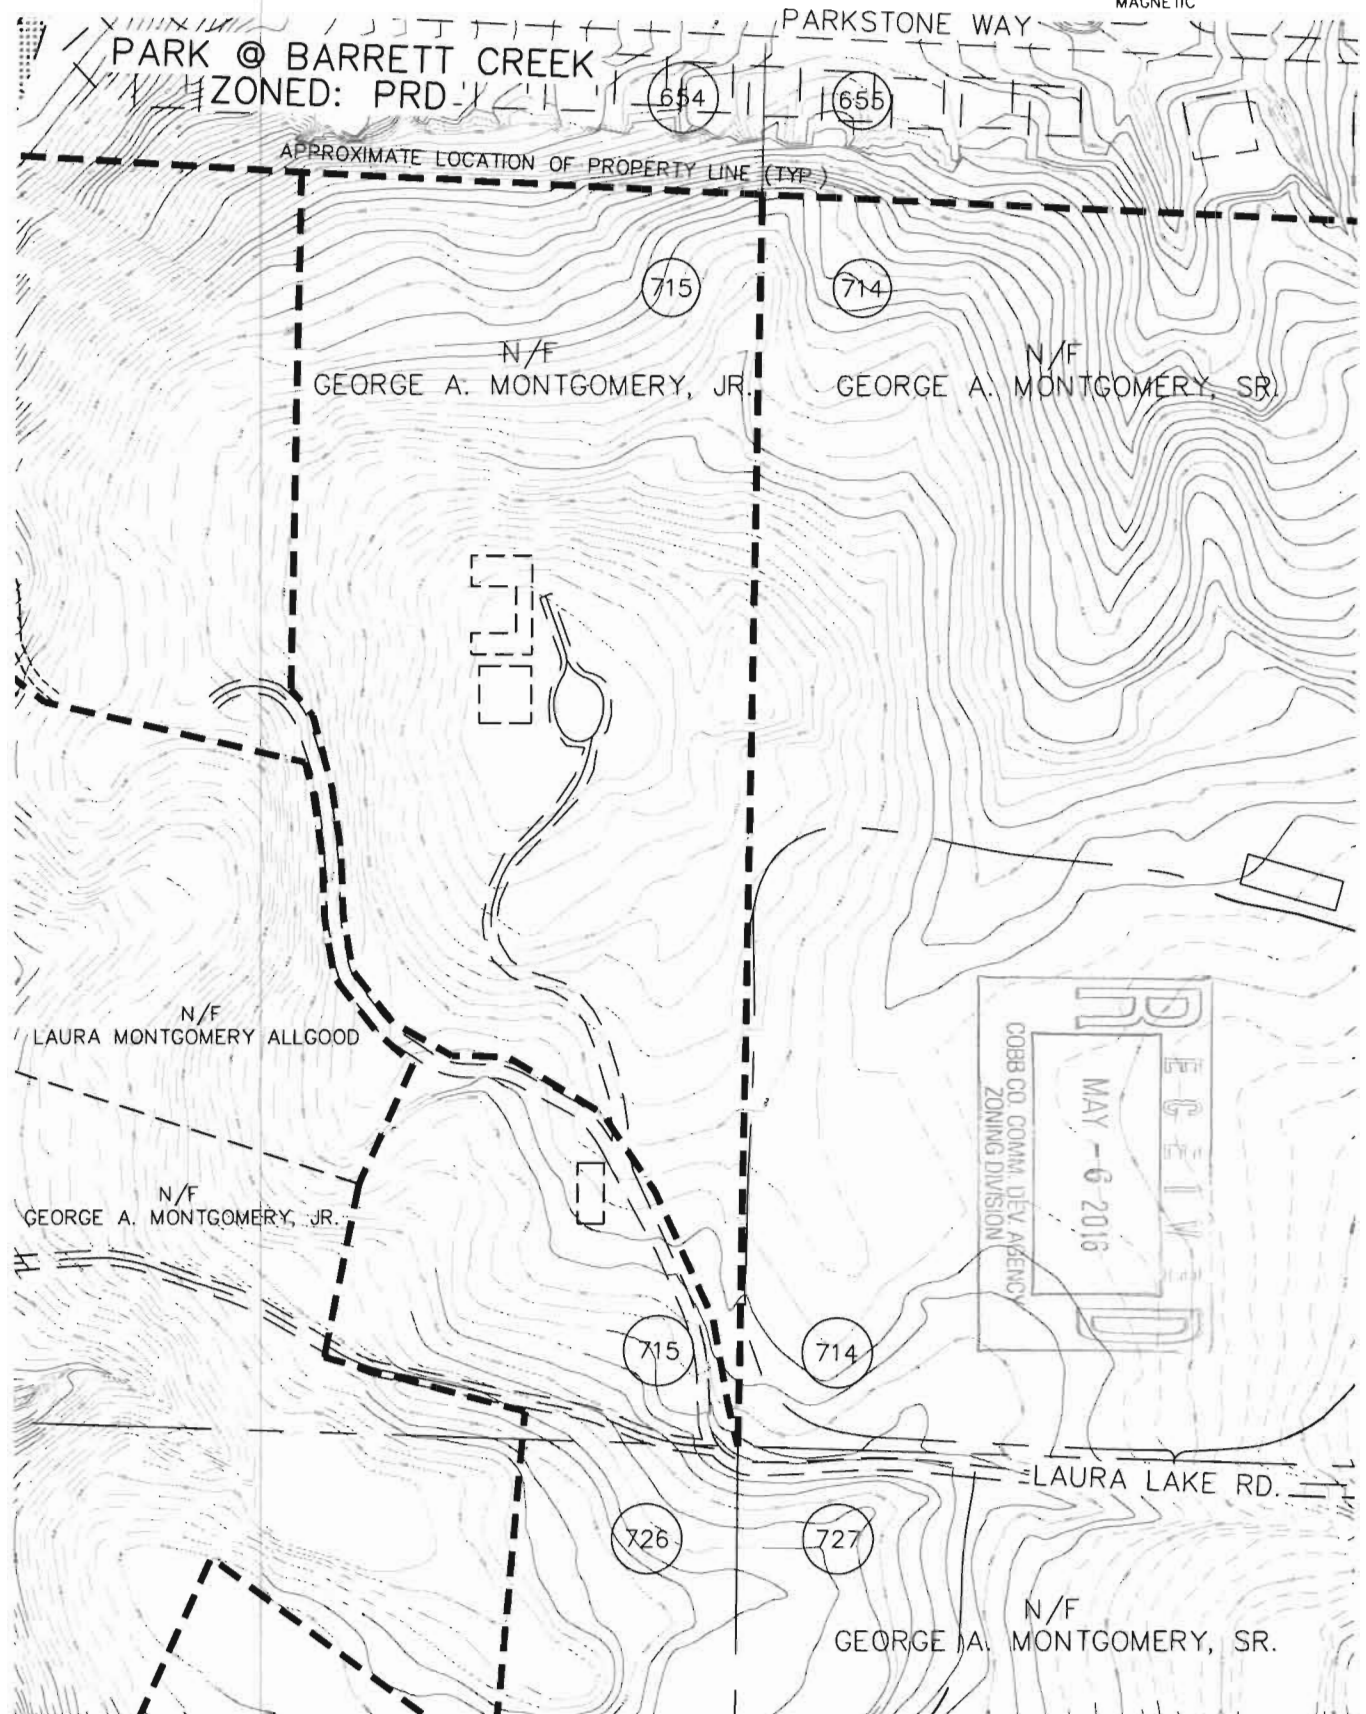 MAGNETIC
PARKSTONE WAY
PARK @ BARRETT CREEK
ZONED: PRD
654
655
APPROXIMATE LOCATION OF PROPERTY LINE (TYP.)
715
714
N/F
GEORGE A. MONTGOMERY, JR.
N/F
GEORGE A. MONTGOMERY, SR.
N/F
LAURA MONTGOMERY ALLGOOD
RECEIVED
MAY -6 2016
COBB CO. COMM. DEV. AGENCY
ZONING DIVISION
N/F
GEORGE A. MONTGOMERY, JR.
715
714
LAURA LAKE RD.
726
727
N/F
GEORGE A. MONTGOMERY, SR.